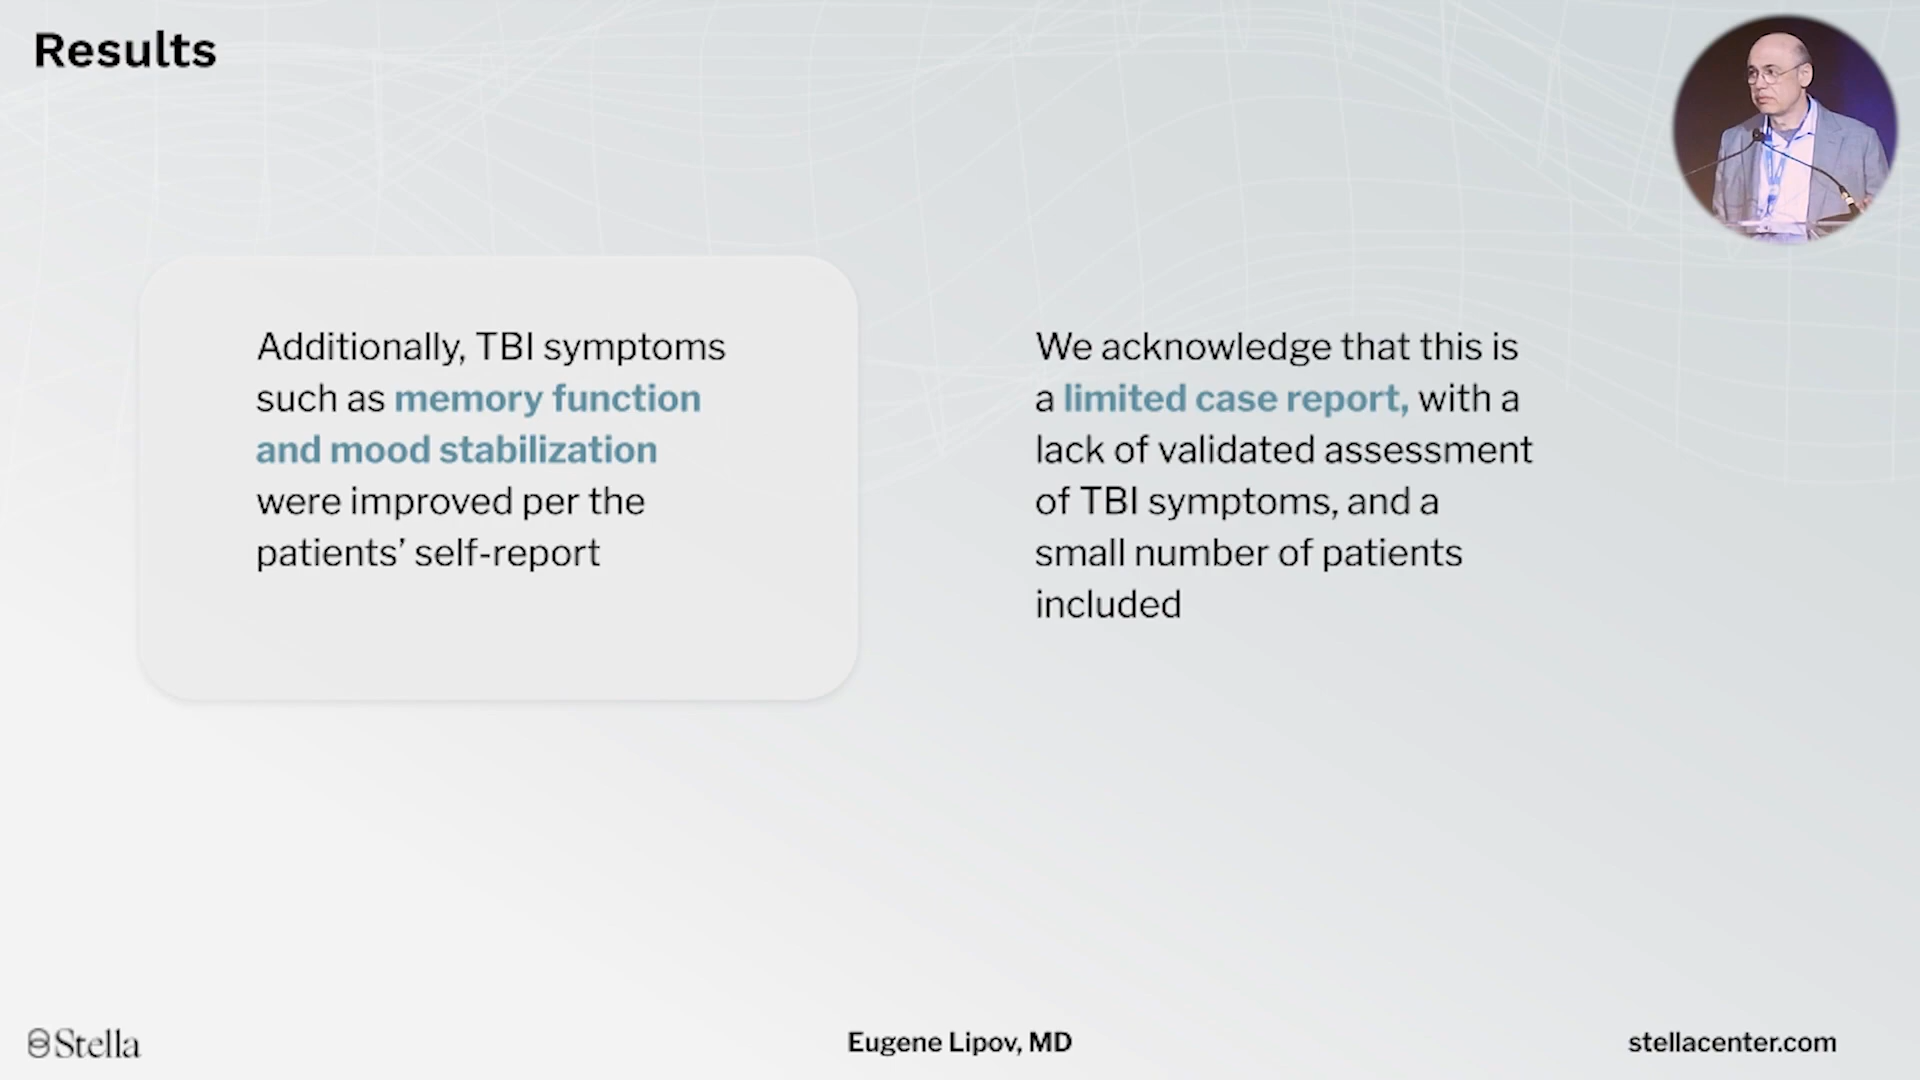 Results
Additionally, TBI symptoms
such as memory function
and mood stabilization
were improved per the
patients’ self-report
We acknowledge that this is
a limited case report, with a
lack of validated assessment
of TBI symptoms, and a
small number of patients
included
Stella
Eugene Lipov, MD
stellacenter.com